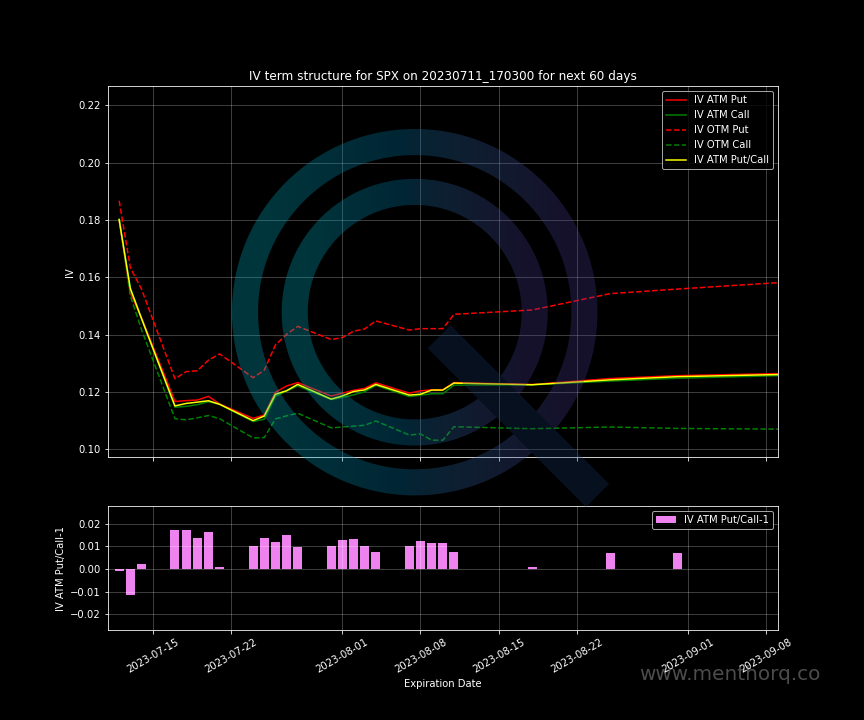 IV term structure for SPX on 20230711_170300 for next 60 days
IV ATM Put
IV ATM Call
IV OTM Put
IV OTM Call
IV ATM Put/Call
0.22
0.20
0.18
0.16
0.14
0.12
0.10
IV
IV ATM Put/Call-1
0.02
0.01
0.00
−0.01
−0.02
IV ATM Put/Call-1
2023-07-15
2023-07-22
2023-08-01
2023-08-08
2023-08-15
2023-08-22
2023-09-01
2023-09-08
www.menthorq.co
Expiration Date